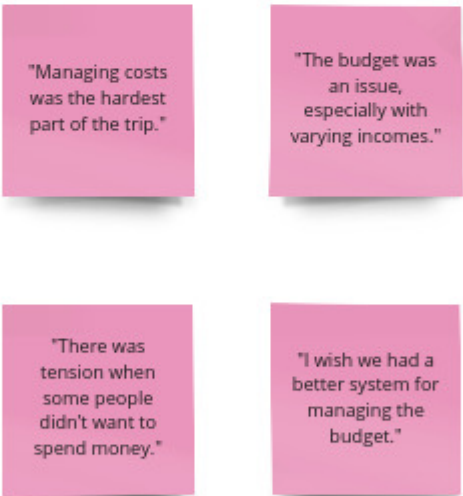 "Managing costs
was the hardest
part of the trip."
"The budget was
an issue,
especially with
varying incomes."
"There was
tension when
some people
didn't want to
spend money."
"I wish we had a
better system for
managing the
budget."